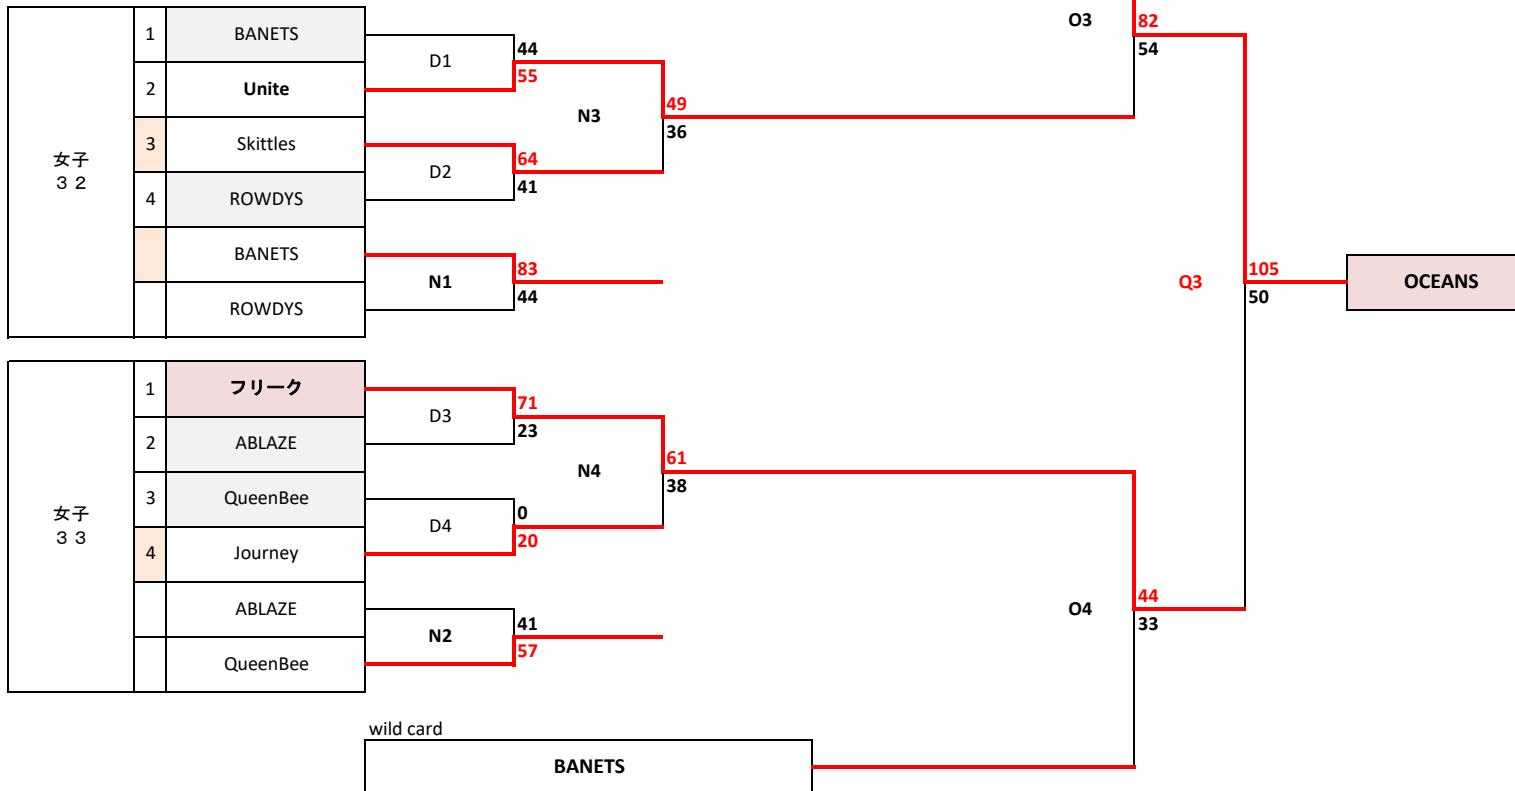 O3
82
54
1
BANETS
D1
44
55
2
Unite
N3
49
36
3
Skittles
D2
64
41
女子
３２
4
ROWDYS
BANETS
N1
83
44
ROWDYS
Q3
105
50
OCEANS
1
フリーク
D3
71
23
2
ABLAZE
N4
61
38
3
QueenBee
D4
0
20
女子
３３
4
Journey
ABLAZE
N2
41
57
QueenBee
O4
44
33
wild card
BANETS